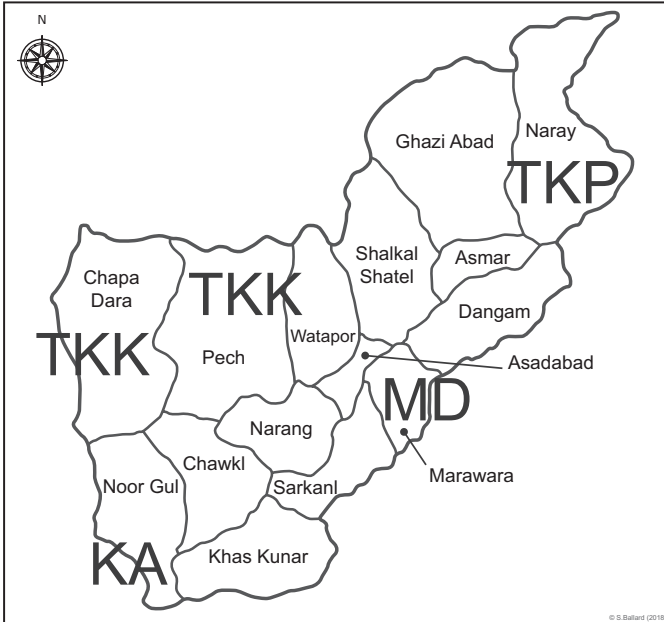 N
Ghazi Abad
Naray
TKP
Shalkal
Shatel
Asmar
Chapa
Dara
TKK
Dangam
Watapor
TKK
Pech
Asadabad
MD
Narang
Chawkl
Marawara
Noor Gul
Sarkanl
Khas Kunar
KA
© S.Ballard (2018)